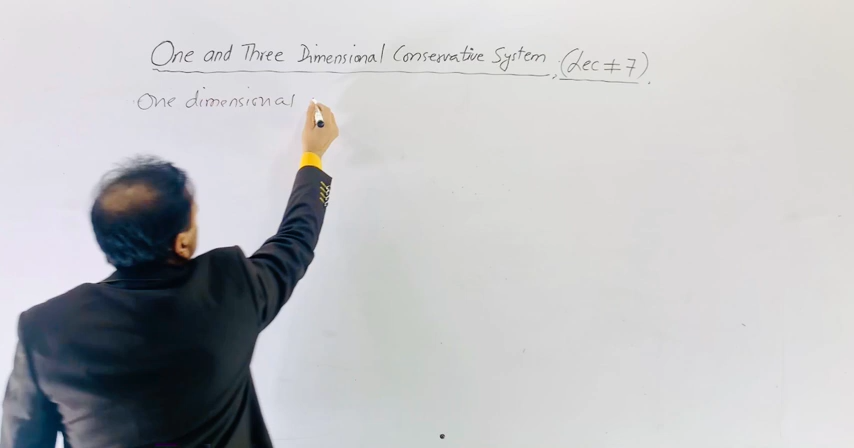 One and Three Dimensional Conservative System, (Lec # 7).
One dimensional